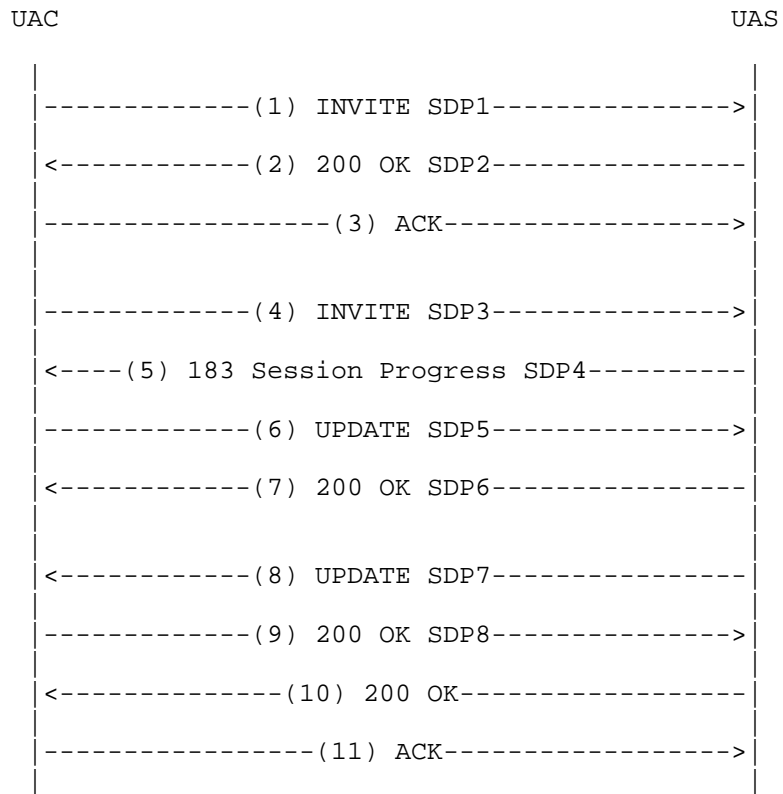 UAC UAS
|-------------(1) INVITE SDP1--------------->|
|<------------(2) 200 OK SDP2----------------|
|------------------(3) ACK------------------>|
|-------------(4) INVITE SDP3--------------->|
|<----(5) 183 Session Progress SDP4----------|
|-------------(6) UPDATE SDP5--------------->|
|<------------(7) 200 OK SDP6----------------|
|<------------(8) UPDATE SDP7----------------|
|-------------(9) 200 OK SDP8--------------->|
|<--------------(10) 200 OK------------------|
|-----------------(11) ACK------------------>|